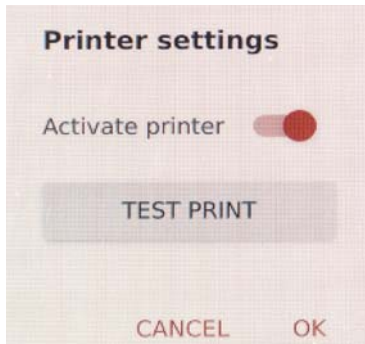 Printer settings
Activate printer
TEST PRINT
CANCEL OK